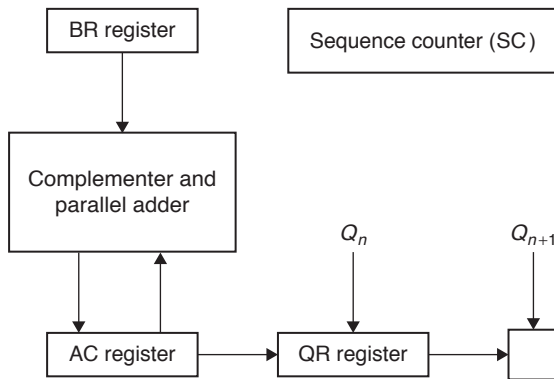 BR register
Sequence counter (SC)
Complementer and
parallel adder
Qn
Qn+1
AC register
QR register